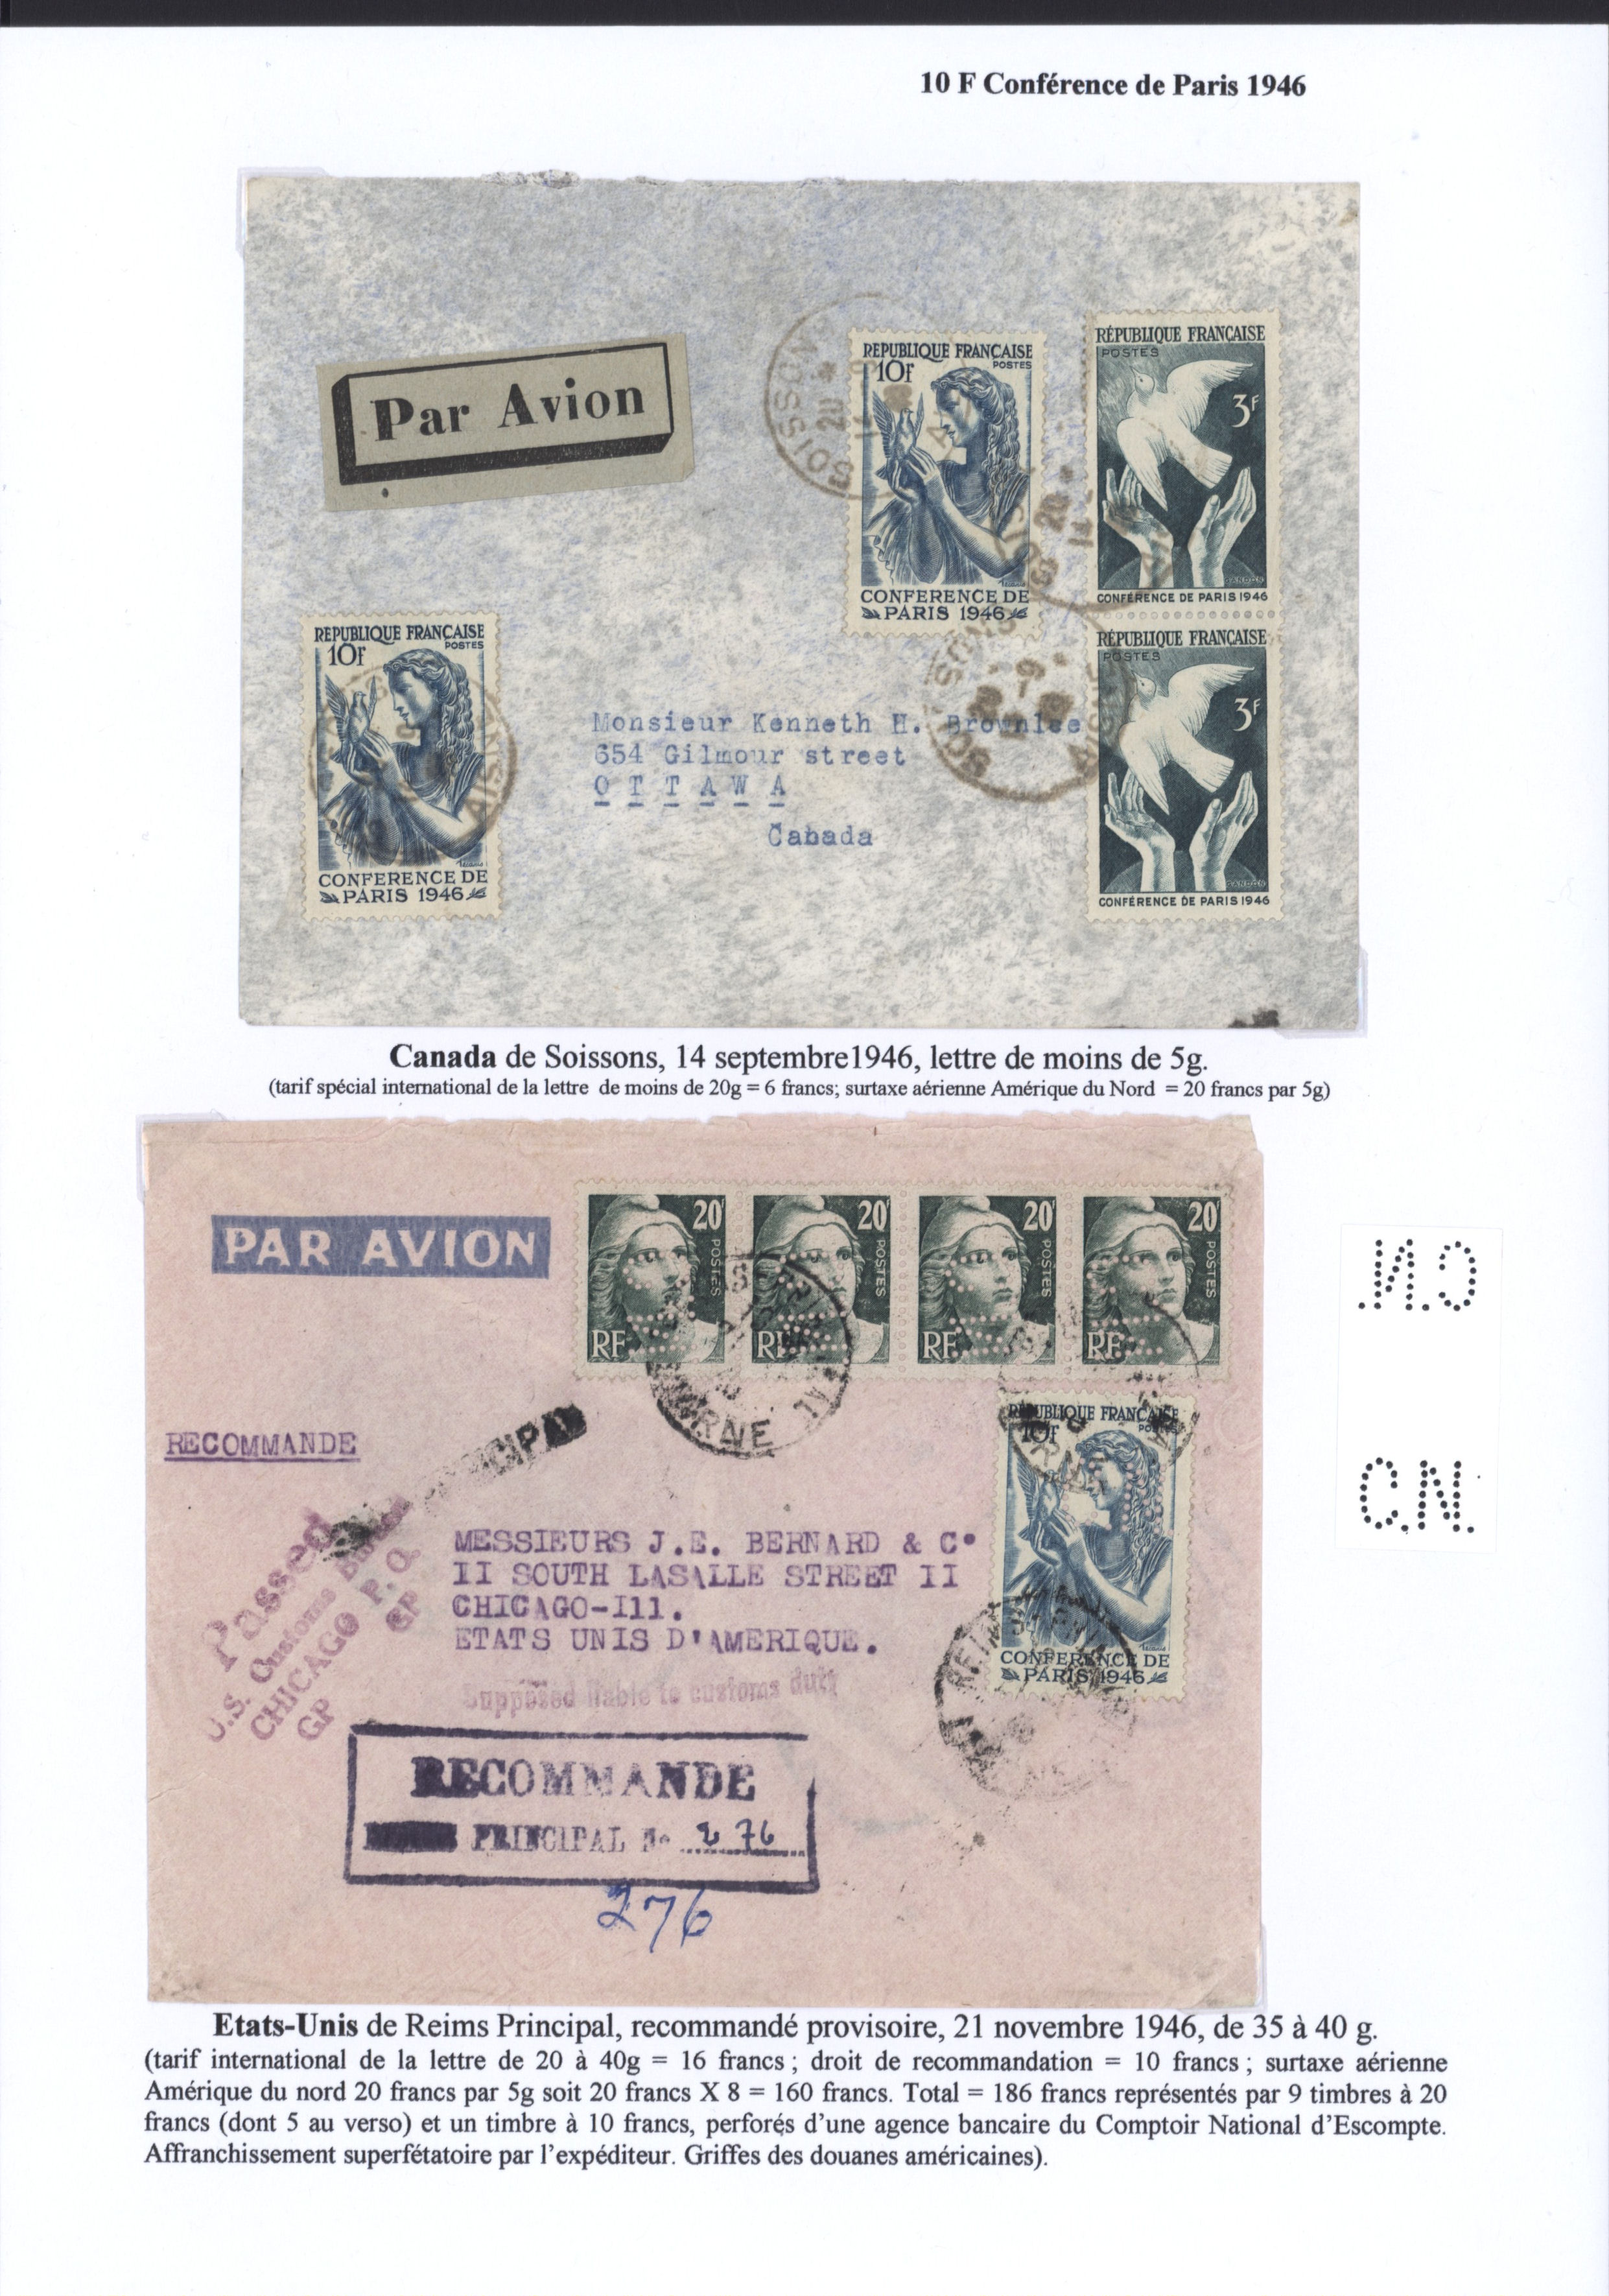 10 F Conférence de Paris 1946
Par Avion
SOISSONS
AISNE
REPUBLIQUE FRANÇAISE
10F POSTES
CONFERENCE DE
PARIS 1946
RÉPUBLIQUE FRANÇAISE
POSTES
3F
GANDON
CONFÉRENCE DE PARIS 1946
RÉPUBLIQUE FRANÇAISE
POSTES
3F
GANDON
CONFÉRENCE DE PARIS 1946
REPUBLIQUE FRANÇAISE
10F POSTES
CONFERENCE DE
PARIS 1946
AISNE
Monsieur Kenneth H. Brownlee
654 Gilmour street
O T T A W A
Cabada
Canada de Soissons, 14 septembre1946, lettre de moins de 5g.
(tarif spécial international de la lettre de moins de 20g = 6 francs; surtaxe aérienne Amérique du Nord = 20 francs par 5g)
PAR AVION
20F POSTES RF
20F POSTES RF
20F POSTES RF
20F POSTES RF
MARNE
C.N.
C.N.
RECOMMANDE
REPUBLIQUE FRANÇAISE
10F POSTES
CONFERENCE DE
PARIS 1946
Passed
U.S. Customs
CHICAGO P.O.
GP GP
MESSIEURS J.E. BERNARD & C°
II SOUTH LASALLE STREET II
CHICAGO-Ill.
ETATS UNIS D'AMERIQUE.
Supposed liable to customs duty
RECOMMANDE
PRINCIPAL No 276
276
Etats-Unis de Reims Principal, recommandé provisoire, 21 novembre 1946, de 35 à 40 g.
(tarif international de la lettre de 20 à 40g = 16 francs ; droit de recommandation = 10 francs ; surtaxe aérienne
Amérique du nord 20 francs par 5g soit 20 francs X 8 = 160 francs. Total = 186 francs représentés par 9 timbres à 20
francs (dont 5 au verso) et un timbre à 10 francs, perforés d'une agence bancaire du Comptoir National d'Escompte.
Affranchissement superfétatoire par l'expéditeur. Griffes des douanes américaines).